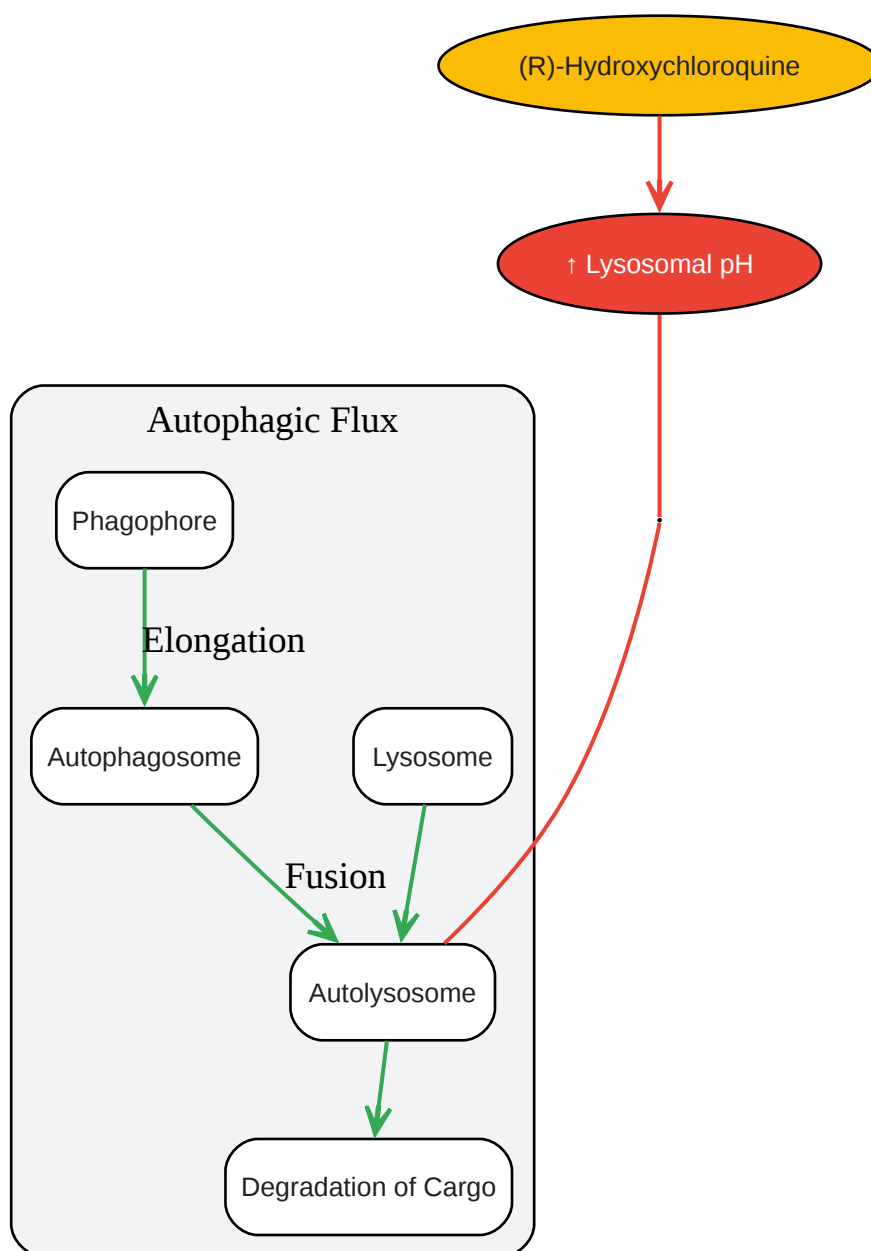 (R)-Hydroxychloroquine
↑ Lysosomal pH
Autophagic Flux
Phagophore
Elongation
Autophagosome
Lysosome
Fusion
Autolysosome
Degradation of Cargo